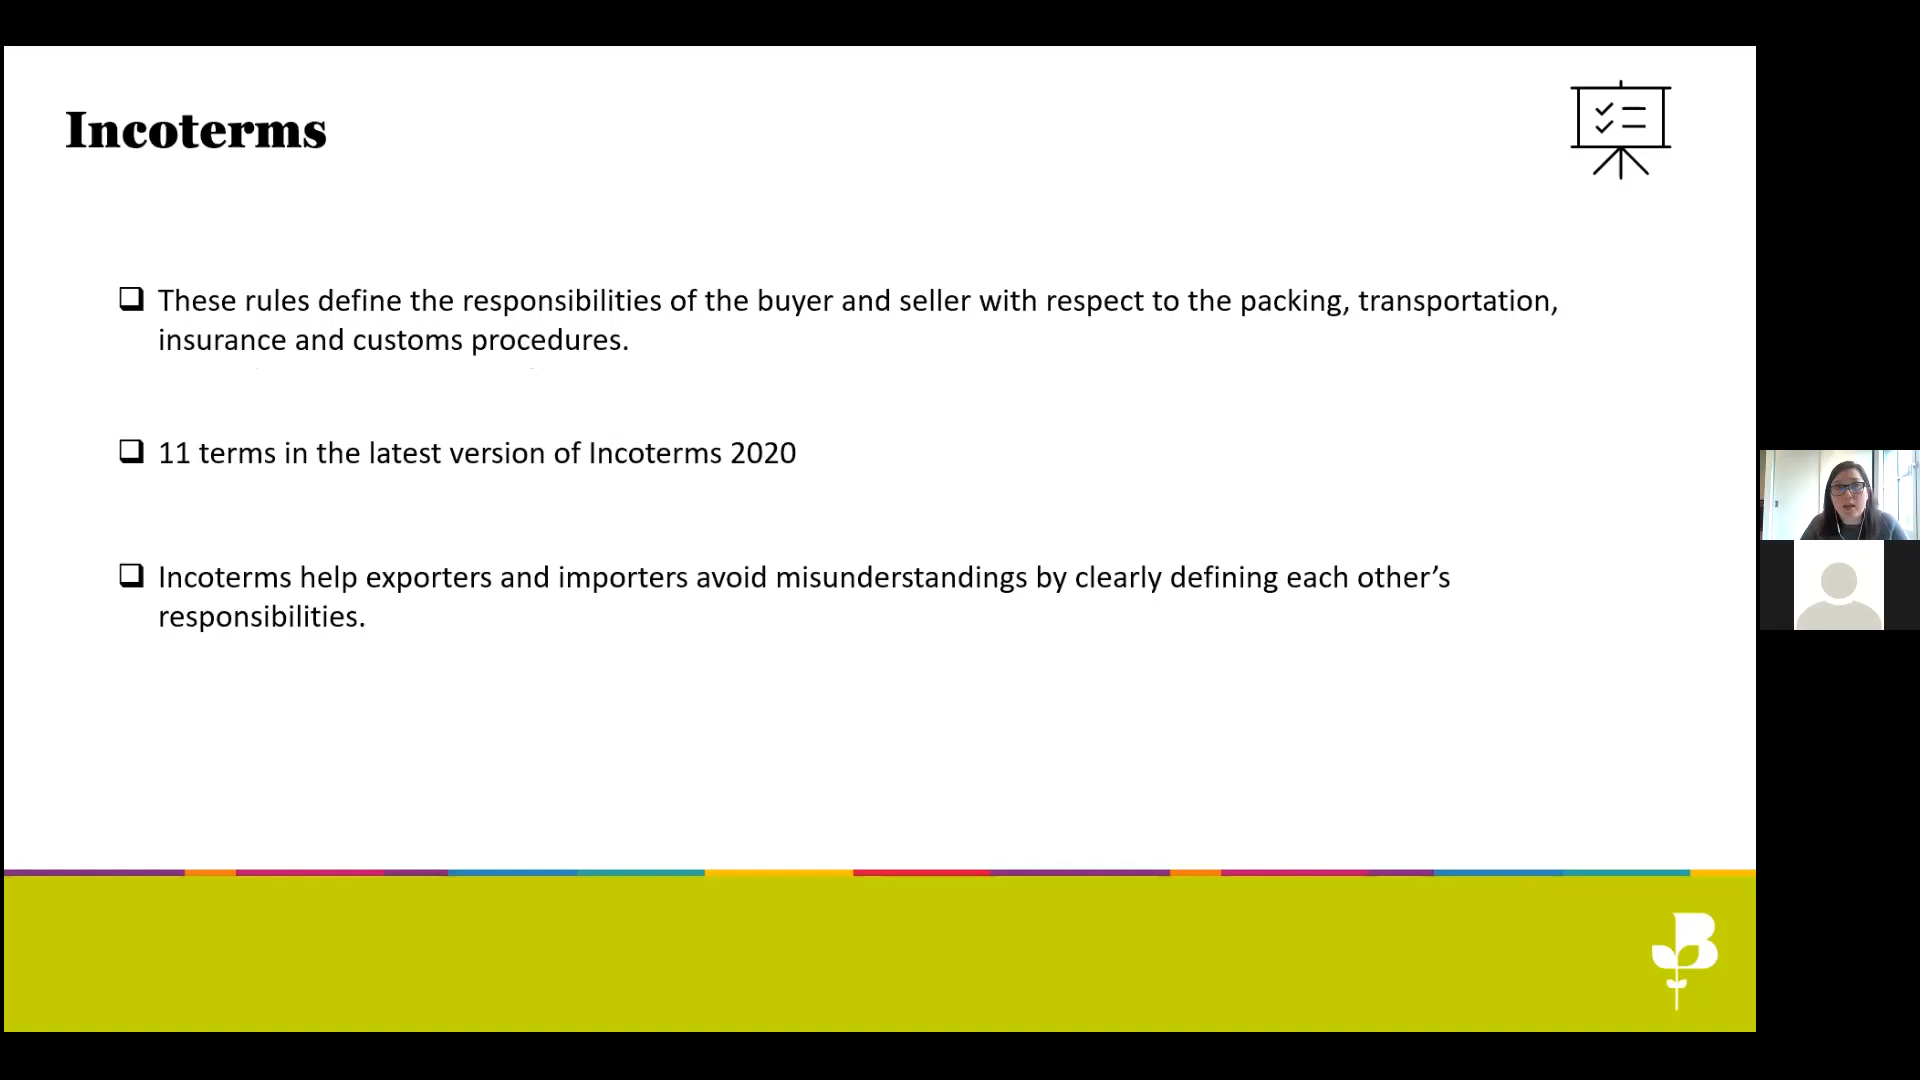 Incoterms
These rules define the responsibilities of the buyer and seller with respect to the packing, transportation,
insurance and customs procedures.
11 terms in the latest version of Incoterms 2020
Incoterms help exporters and importers avoid misunderstandings by clearly defining each other’s
responsibilities.